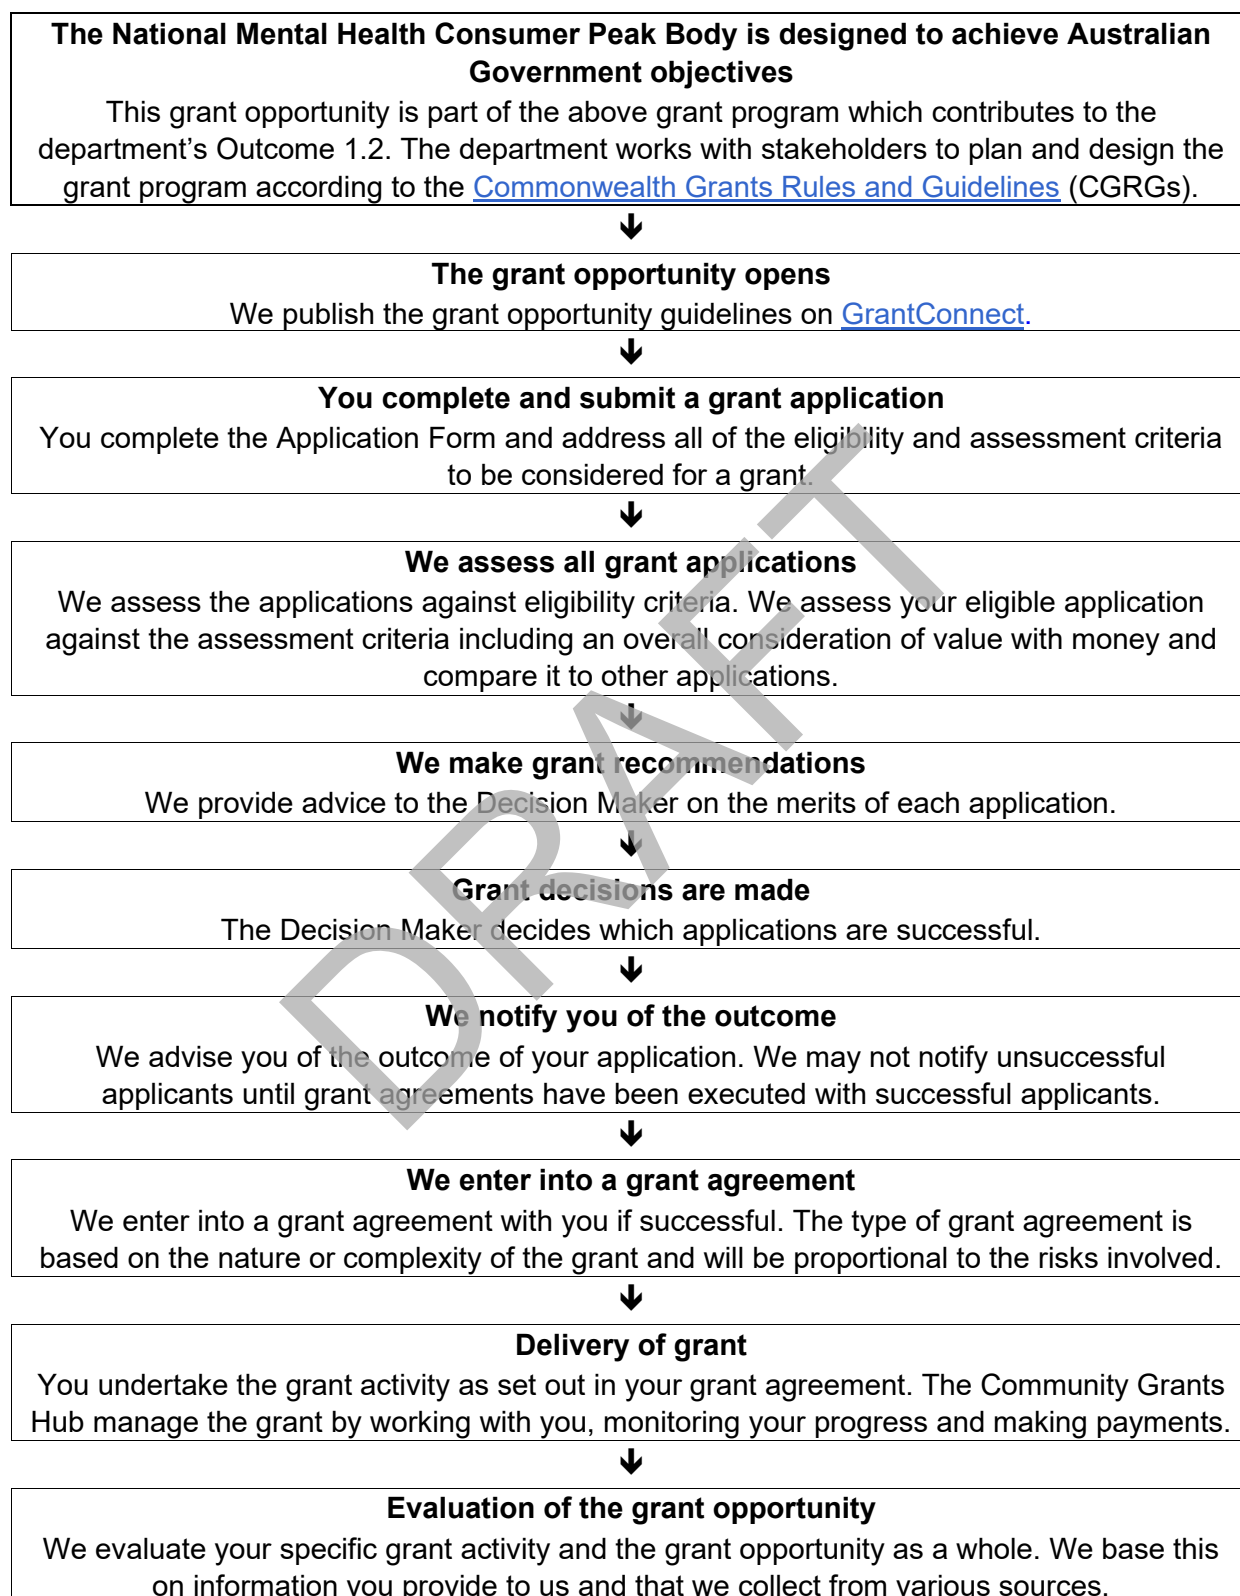 The National Mental Health Consumer Peak Body is designed to achieve Australian
Government objectives
This grant opportunity is part of the above grant program which contributes to the
department's Outcome 1.2. The department works with stakeholders to plan and design the
grant program according to the Commonwealth Grants Rules and Guidelines (CGRGs).
The grant opportunity opens
We publish the grant opportunity guidelines on GrantConnect.
You complete and submit a grant application
You complete the Application Form and address all of the eligibility and assessment criteria
to be considered for a grant.
We assess all grant applications
We assess the applications against eligibility criteria. We assess your eligible application
against the assessment criteria including an overall consideration of value with money and
compare it to other applications.
We make grant recommendations
We provide advice to the Decision Maker on the merits of each application.
Grant decisions are made
The Decision Maker decides which applications are successful.
We notify you of the outcome
We advise you of the outcome of your application. We may not notify unsuccessful
applicants until grant agreements have been executed with successful applicants.
We enter into a grant agreement
We enter into a grant agreement with you if successful. The type of grant agreement is
based on the nature or complexity of the grant and will be proportional to the risks involved.
Delivery of grant
You undertake the grant activity as set out in your grant agreement. The Community Grants
Hub manage the grant by working with you, monitoring your progress and making payments.
Evaluation of the grant opportunity
We evaluate your specific grant activity and the grant opportunity as a whole. We base this
on information you provide to us and that we collect from various sources.
DRAFT